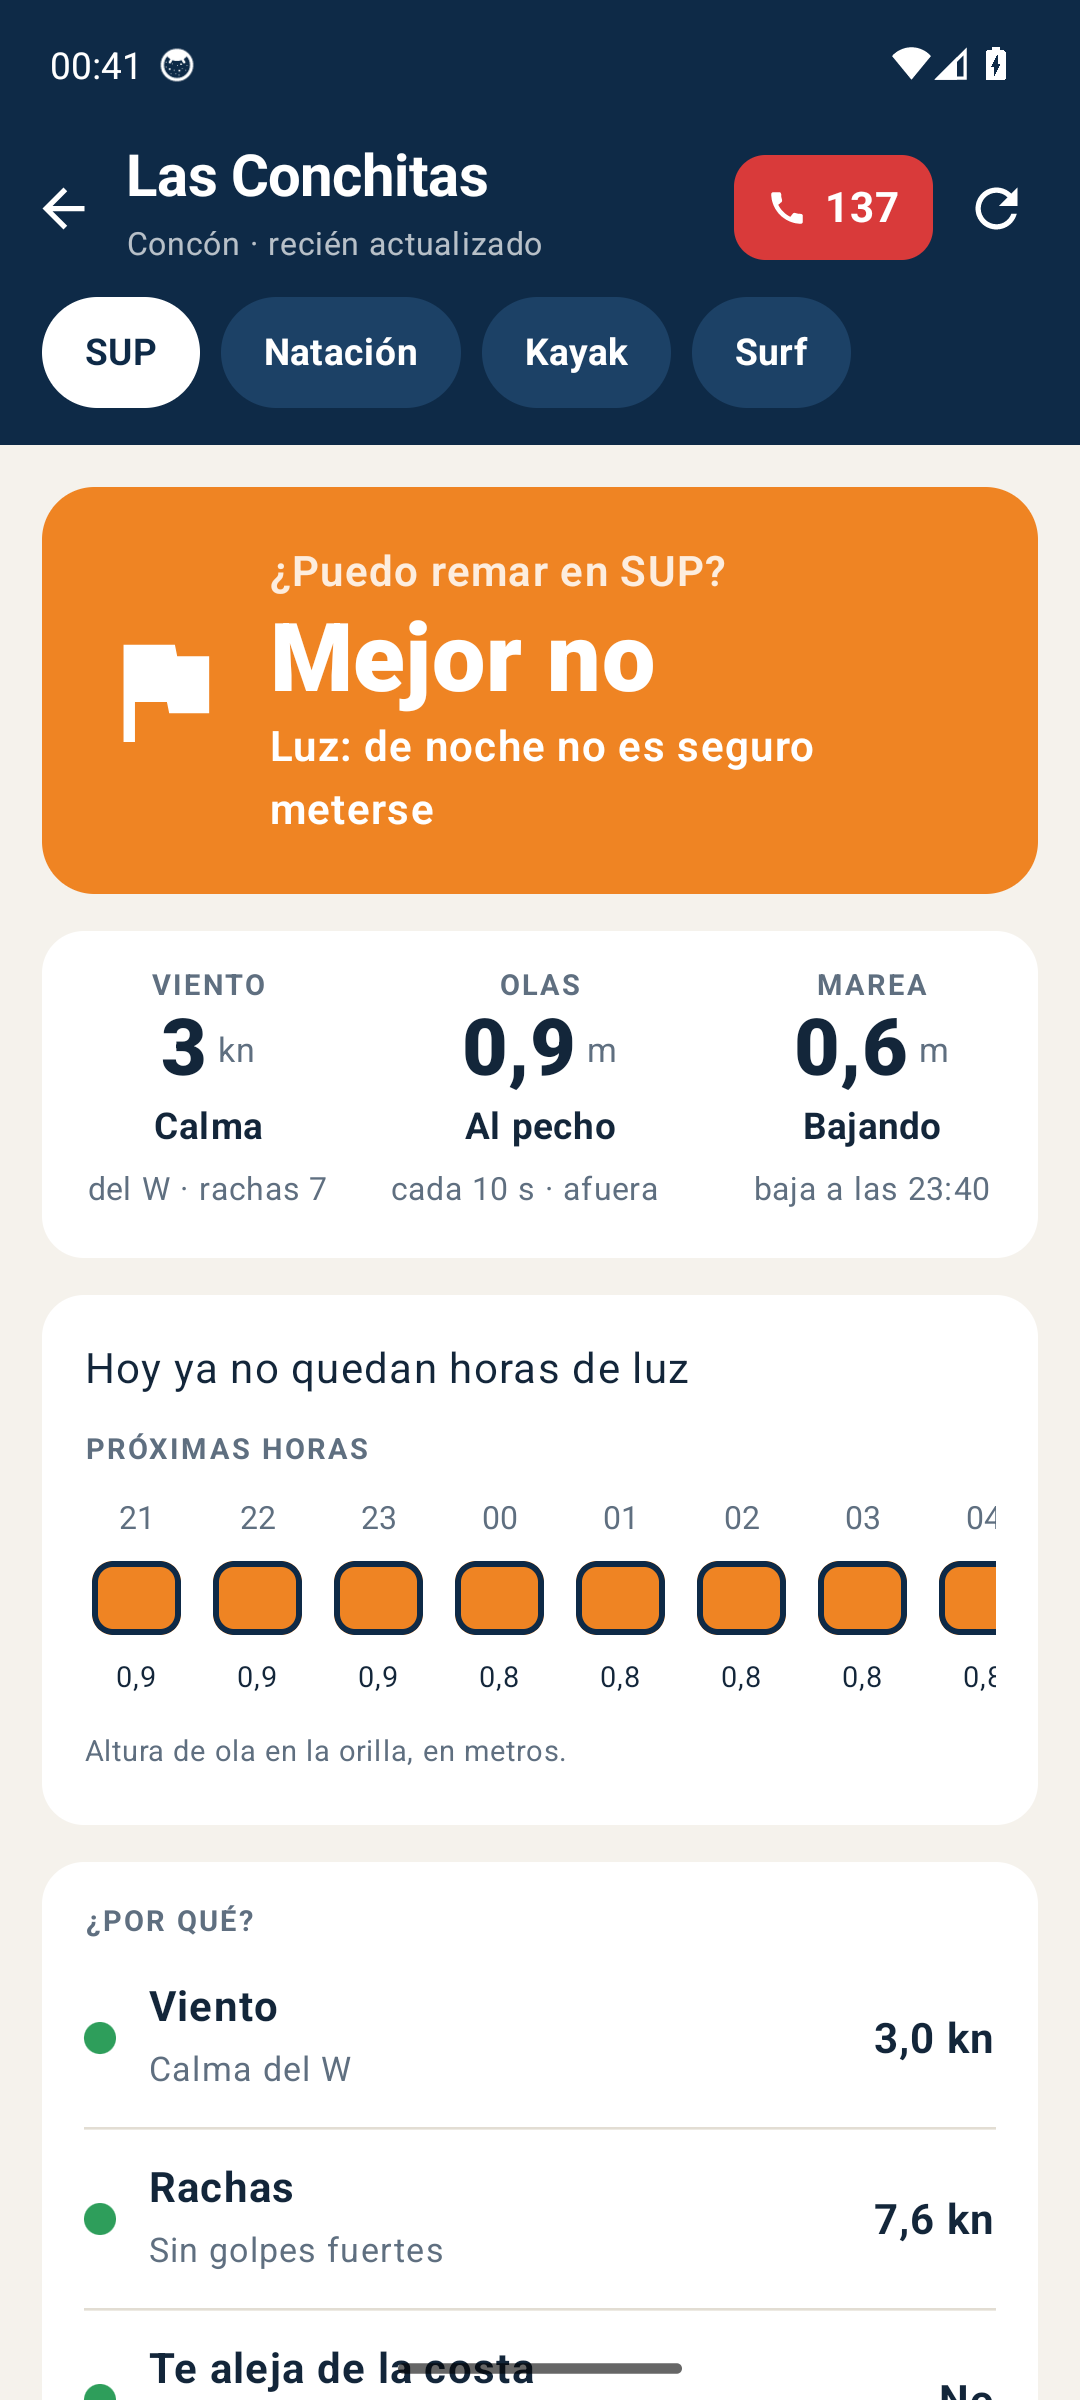 00:41
Las Conchitas
Concón · recién actualizado
137
SUP
Natación
Kayak
Surf
¿Puedo remar en SUP?
Mejor no
Luz: de noche no es seguro
meterse
VIENTO
OLAS
MAREA
3 kn
0,9 m
0,6 m
Calma
Al pecho
Bajando
del W · rachas 7
cada 10 s · afuera
baja a las 23:40
Hoy ya no quedan horas de luz
PRÓXIMAS HORAS
21 22 23 00 01 02 03 04
0,9 0,9 0,9 0,8 0,8 0,8 0,8 0,8
Altura de ola en la orilla, en metros.
¿POR QUÉ?
Viento
3,0 kn
Calma del W
Rachas
7,6 kn
Sin golpes fuertes
Te aleja de la costa
No